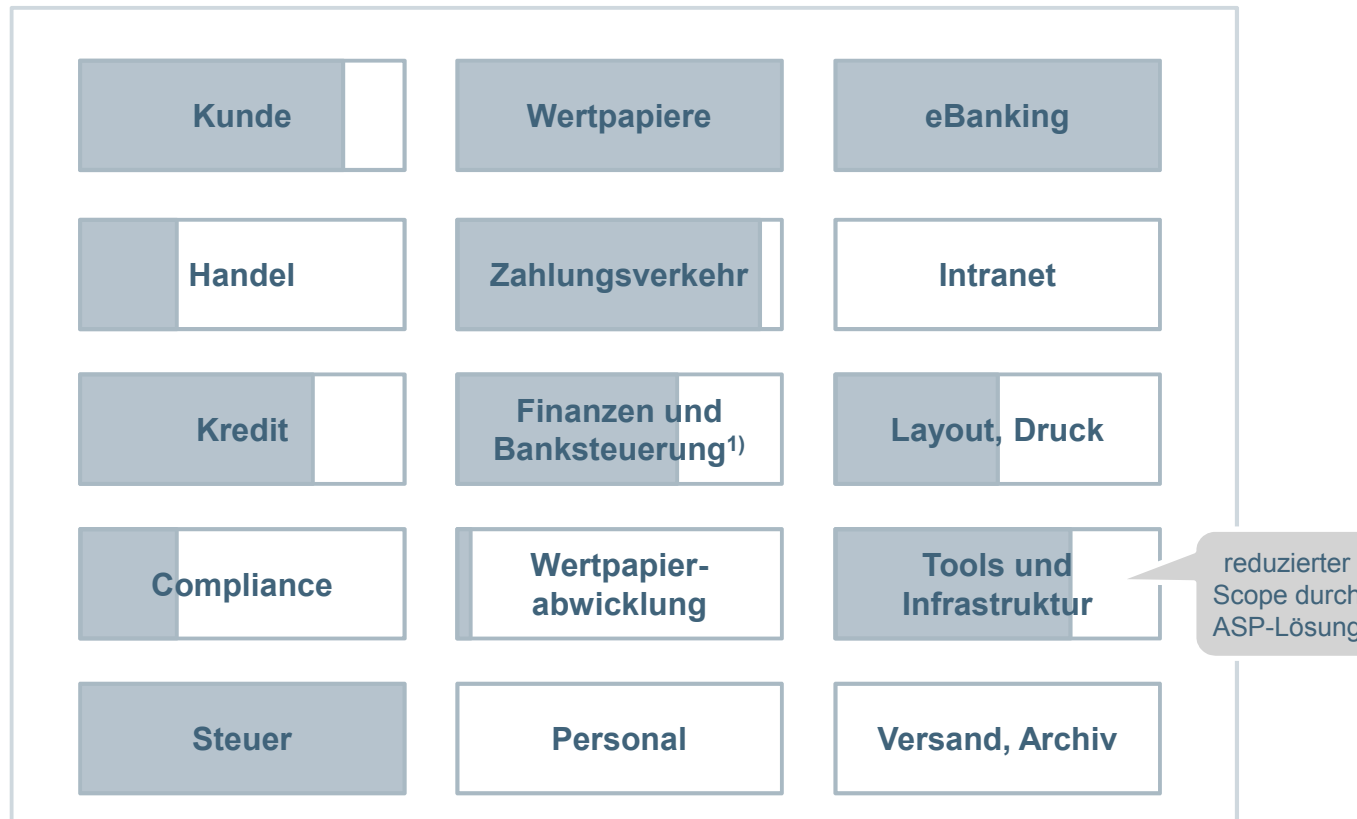 Kunde
Wertpapiere
eBanking
Handel
Zahlungsverkehr
Intranet
Kredit
Finanzen und
Banksteuerung1)
Layout, Druck
Compliance
Wertpapier-
abwicklung
Tools und
Infrastruktur
reduzierter
Scope durch
ASP-Lösung
Steuer
Personal
Versand, Archiv